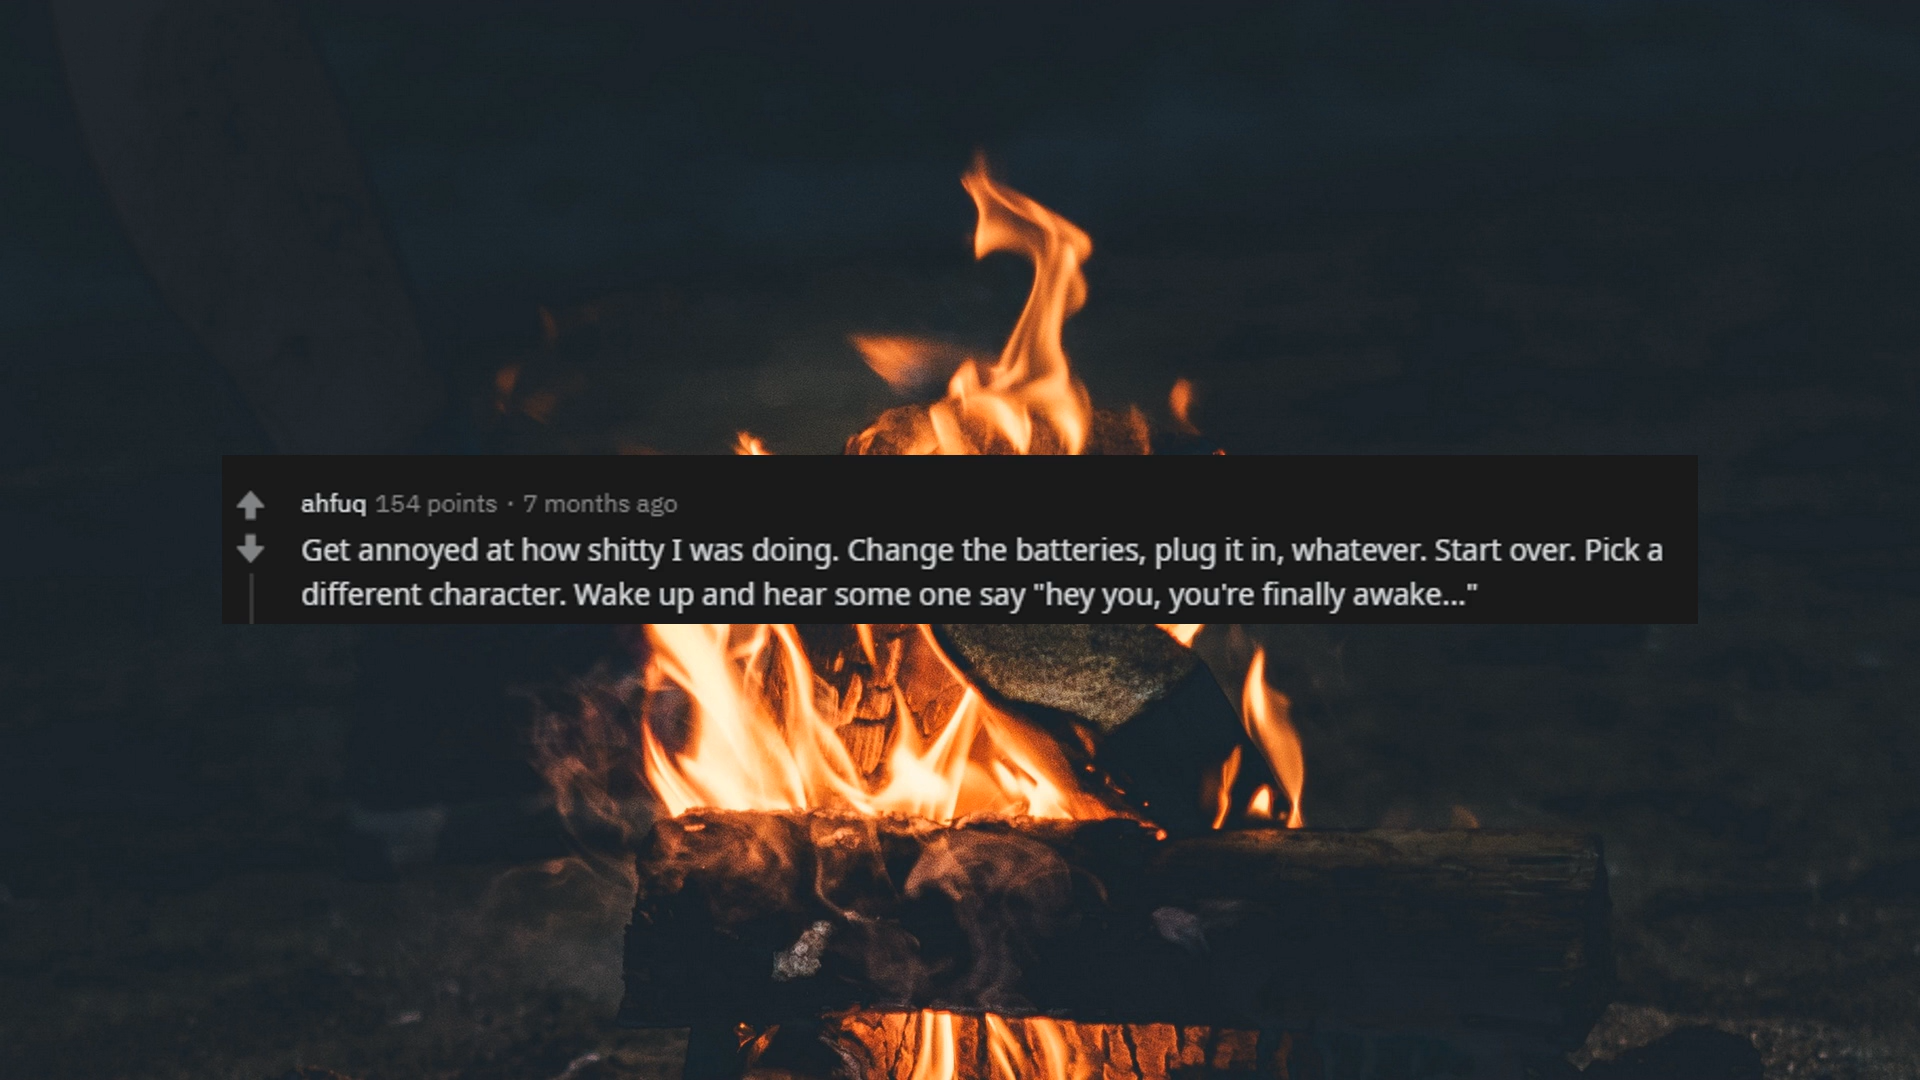 ahfuq 154 points · 7 months ago
Get annoyed at how shitty I was doing. Change the batteries, plug it in, whatever. Start over. Pick a
different character. Wake up and hear some one say "hey you, you're finally awake..."